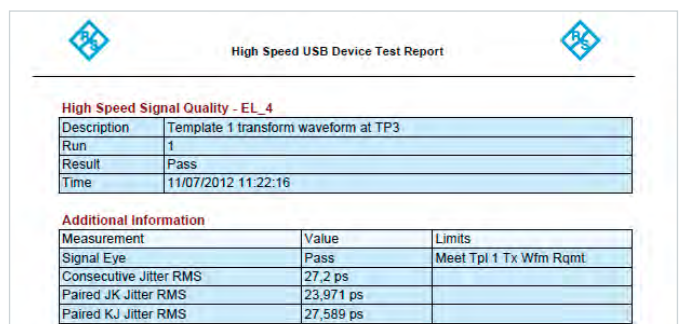 R&S R&S
High Speed USB Device Test Report
High Speed Signal Quality - EL_4
Description Template 1 transform waveform at TP3
Run 1
Result Pass
Time 11/07/2012 11:22:16
Additional Information
Measurement Value Limits
Signal Eye Pass Meet Tpl 1 Tx Wfm Rqmt
Consecutive Jitter RMS 27,2 ps
Paired JK Jitter RMS 23,971 ps
Paired KJ Jitter RMS 27,589 ps